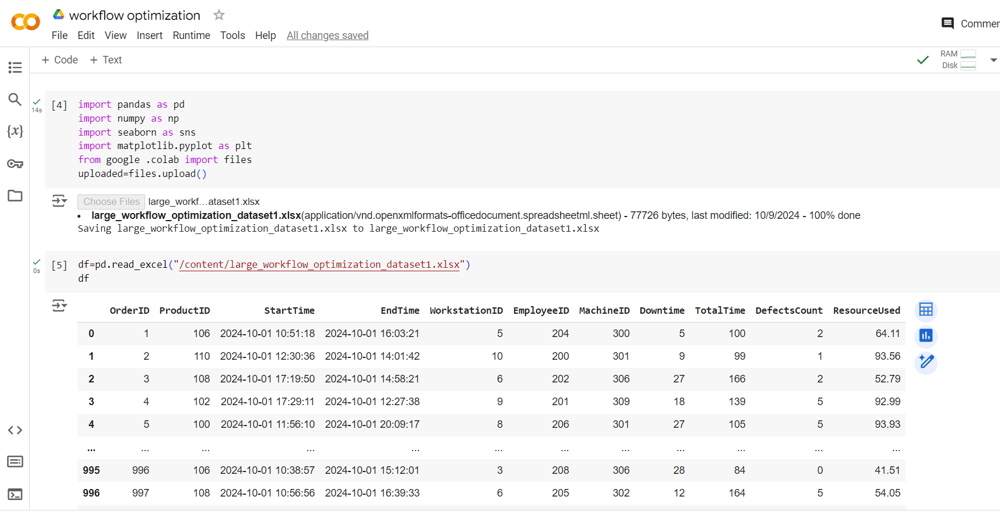 workflow optimization
Commen
File Edit View Insert Runtime Tools Help All changes saved
+ Code + Text
RAM
Disk
14s
[4]
import pandas as pd
import numpy as np
import seaborn as sns
import matplotlib.pyplot as plt
from google .colab import files
uploaded=files.upload()
Choose Files large_workf...ataset1.xlsx
• large_workflow_optimization_dataset1.xlsx(application/vnd.openxmlformats-officedocument.spreadsheetml.sheet) - 77726 bytes, last modified: 10/9/2024 - 100% done
Saving large_workflow_optimization_dataset1.xlsx to large_workflow_optimization_dataset1.xlsx
0s
[5]
df=pd.read_excel("/content/large_workflow_optimization_dataset1.xlsx")
df
OrderID ProductID StartTime EndTime WorkstationID EmployeeID MachineID Downtime TotalTime DefectsCount ResourceUsed
0 1 106 2024-10-01 10:51:18 2024-10-01 16:03:21 5 204 300 5 100 2 64.11
1 2 110 2024-10-01 12:30:36 2024-10-01 14:01:42 10 200 301 9 99 1 93.56
2 3 108 2024-10-01 17:19:50 2024-10-01 14:58:21 6 202 306 27 166 2 52.79
3 4 102 2024-10-01 17:29:11 2024-10-01 12:27:38 9 201 309 18 139 5 92.99
4 5 100 2024-10-01 11:56:10 2024-10-01 20:09:17 8 206 301 27 105 5 93.93
... ... ... ... ... ... ... ... ... ... ... ...
995 996 106 2024-10-01 10:38:57 2024-10-01 15:12:01 3 208 306 28 84 0 41.51
996 997 108 2024-10-01 10:56:56 2024-10-01 16:39:33 6 205 302 12 164 5 54.05